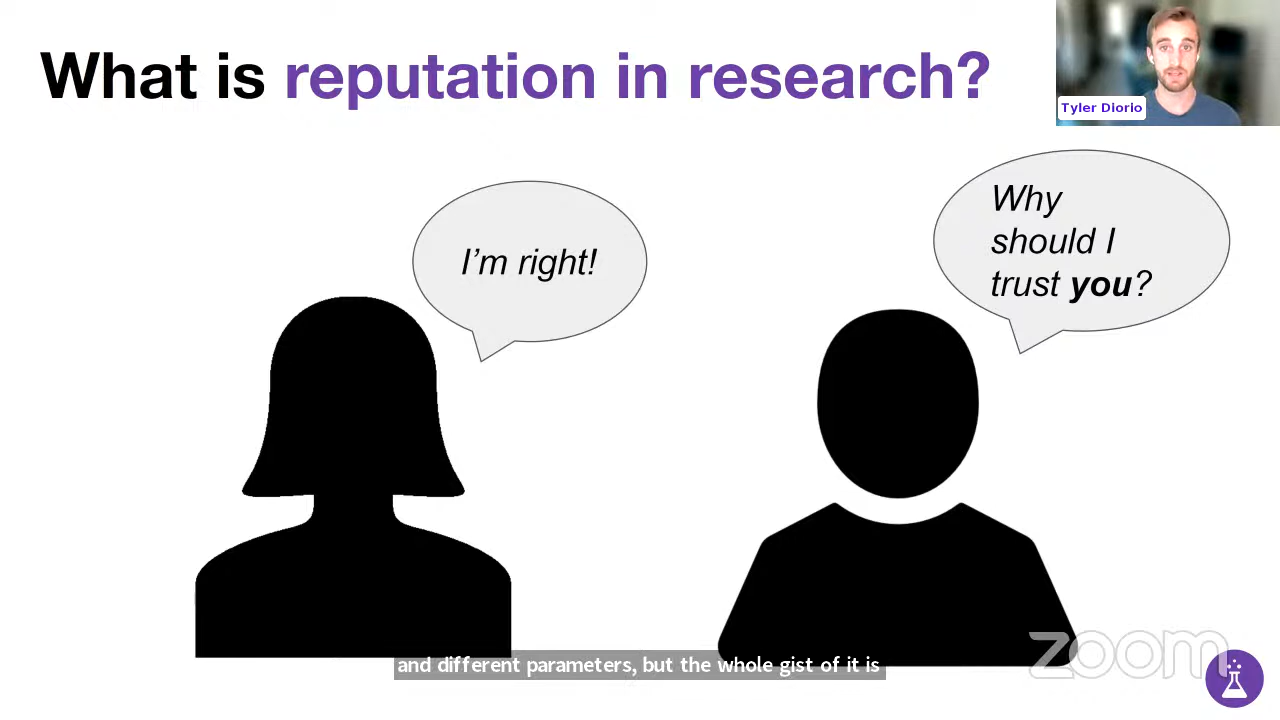 What is reputation in research?
Tyler Diorio
I'm right!
Why
should I
trust you?
and different parameters, but the whole gist of it is
zoom